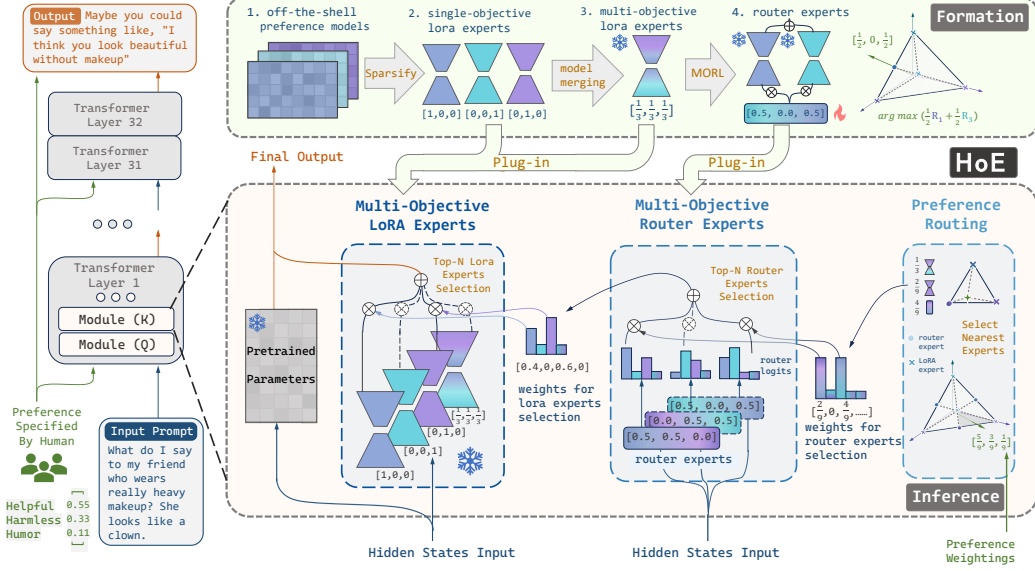 Output Maybe you could
say something like, "I
think you look beautiful
without makeup"
Transformer
Layer 32
Transformer
Layer 31
Transformer
Layer 1
Module (K)
Module (Q)
Preference
Specified
By Human
Helpful 0.55
Harmless 0.33
Humor 0.11
Input Prompt
What do I say
to my friend
who wears
really heavy
makeup? She
looks like a
clown.
Formation
1. off-the-shell
preference models
Sparsify
2. single-objective
lora experts
[1,0,0] [0,0,1] [0,1,0]
model
merging
3. multi-objective
lora experts
[1/3, 1/3, 1/3]
MORL
4. router experts
[0.5, 0.0, 0.5]
[1/2, 0, 1/2]
arg max (1/2 R₁ + 1/2 R₃)
Plug-in
Plug-in
HoE
Final Output
Pretrained
Parameters
Multi-Objective
LoRA Experts
Top-N Lora
Experts
Selection
[1/3, 1/3, 1/3]
[0,1,0]
[0,0,1]
[1,0,0]
Hidden States Input
[0.4,0,0.6,0]
weights for
lora experts
selection
Multi-Objective
Router Experts
Top-N Router
Experts
Selection
router
logits
[0.5, 0.0, 0.5]
[0.0, 0.5, 0.5]
[0.5, 0.5, 0.0]
router experts
Hidden States Input
[2/9, 0, 4/9, .....]
weights for
router experts
selection
Preference
Routing
1/3
2/9
4/9
Select
Nearest
Experts
router
expert
LoRA
expert
[5/9, 3/9, 1/9]
Inference
Preference
Weightings